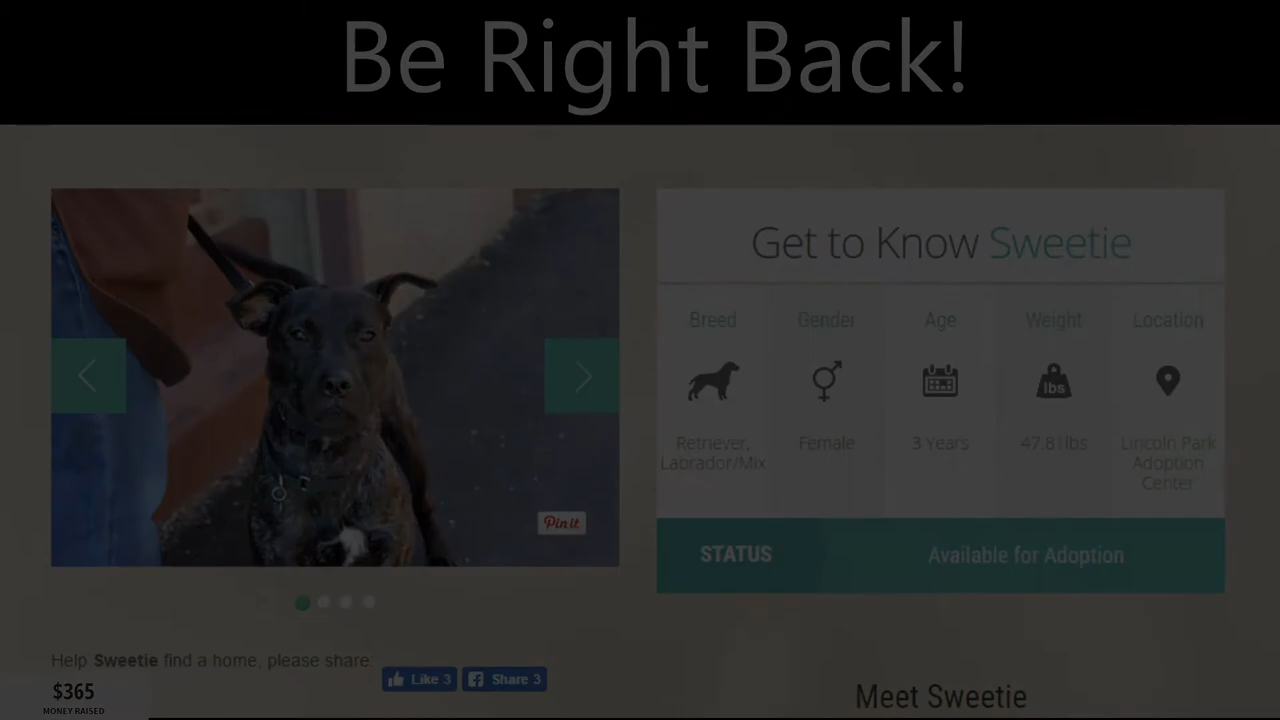 Be Right Back!
Get to Know Sweetie
Breed Gender Age Weight Location
lbs
Retriever, Labrador/Mix
Female
3 Years
47.81lbs
Lincoln Park Adoption Center
Pin it
STATUS Available for Adoption
Help Sweetie find a home, please share:
Like 3 Share 3
$365
MONEY RAISED
Meet Sweetie